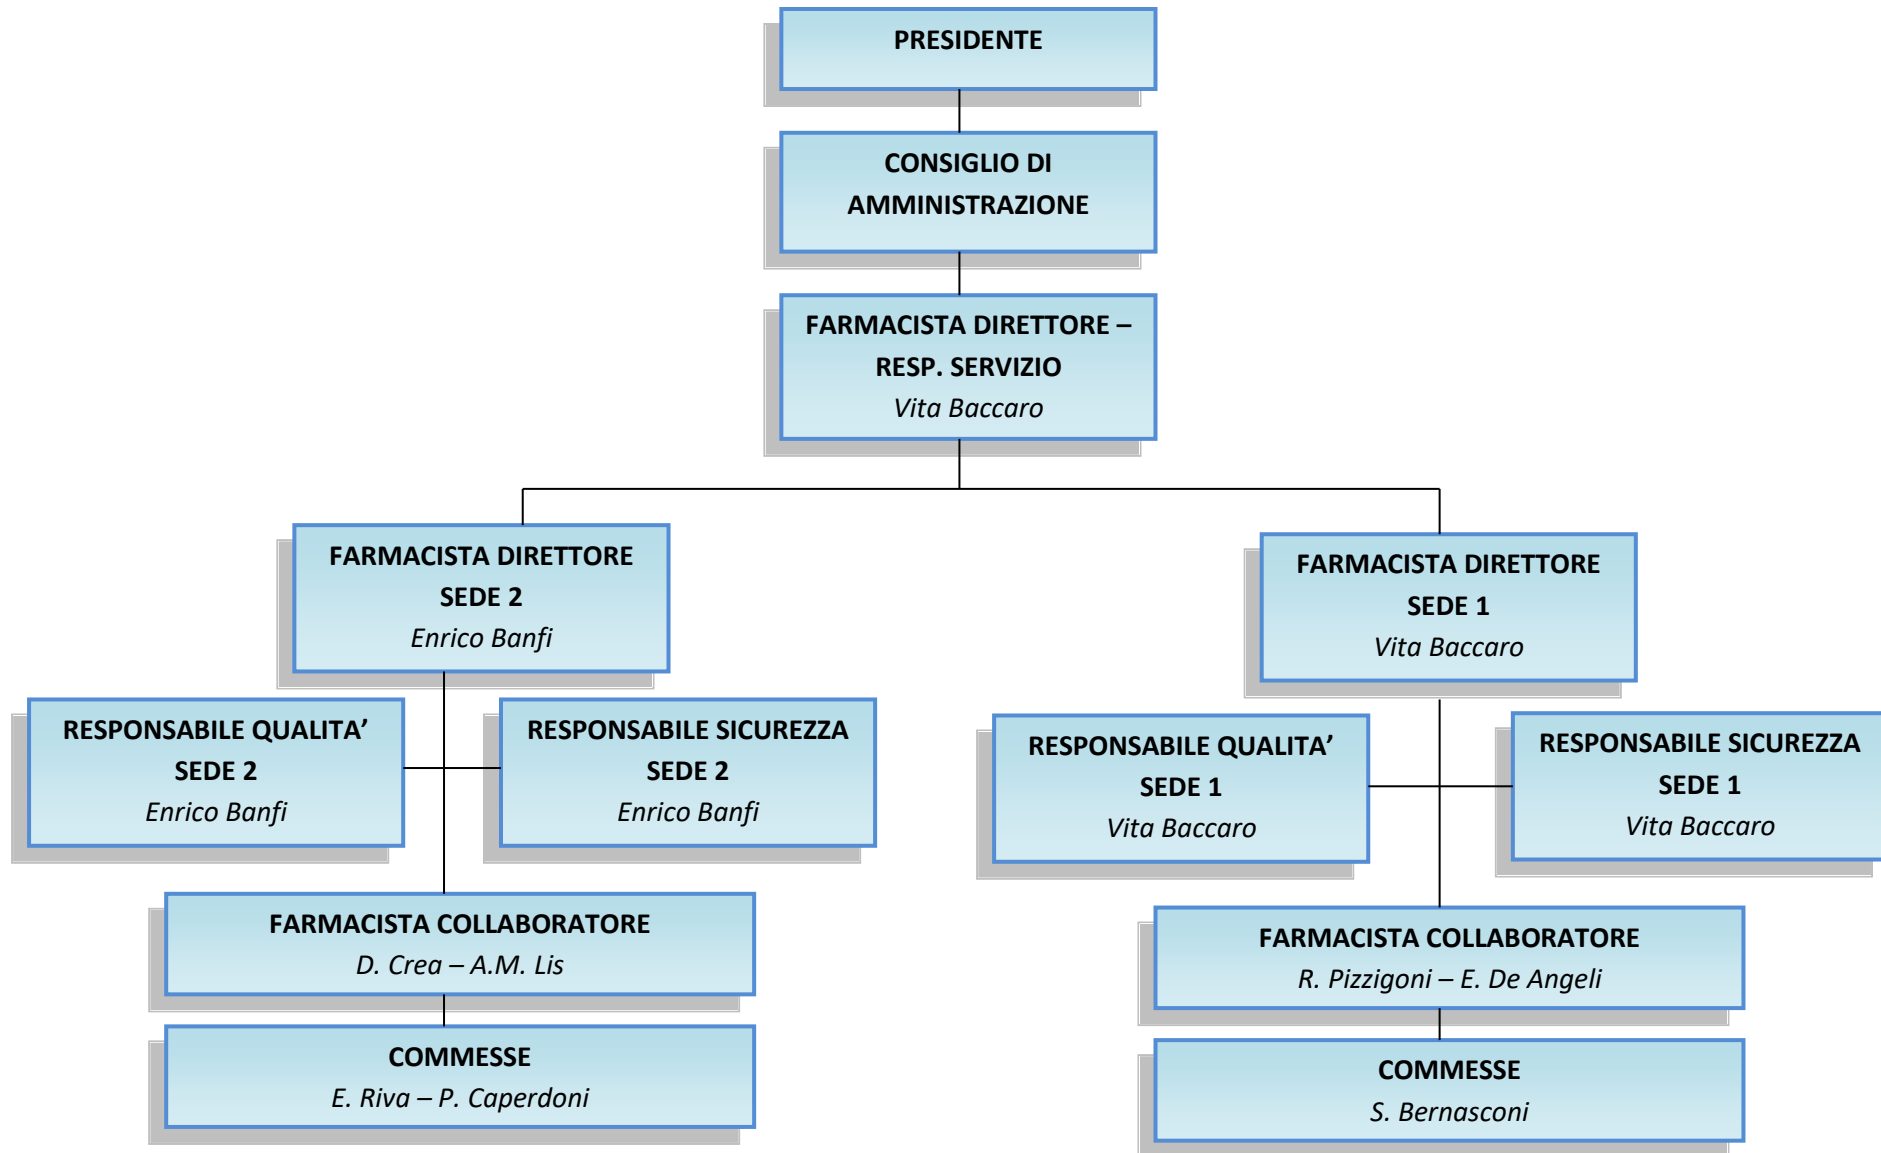 PRESIDENTE
CONSIGLIO DI
AMMINISTRAZIONE
FARMACISTA DIRETTORE –
RESP. SERVIZIO
Vita Baccaro
FARMACISTA DIRETTORE
SEDE 2
Enrico Banfi
FARMACISTA DIRETTORE
SEDE 1
Vita Baccaro
RESPONSABILE QUALITA’
SEDE 2
Enrico Banfi
RESPONSABILE SICUREZZA
SEDE 2
Enrico Banfi
RESPONSABILE QUALITA’
SEDE 1
Vita Baccaro
RESPONSABILE SICUREZZA
SEDE 1
Vita Baccaro
FARMACISTA COLLABORATORE
D. Crea – A.M. Lis
FARMACISTA COLLABORATORE
R. Pizzigoni – E. De Angeli
COMMESSE
E. Riva – P. Caperdoni
COMMESSE
S. Bernasconi